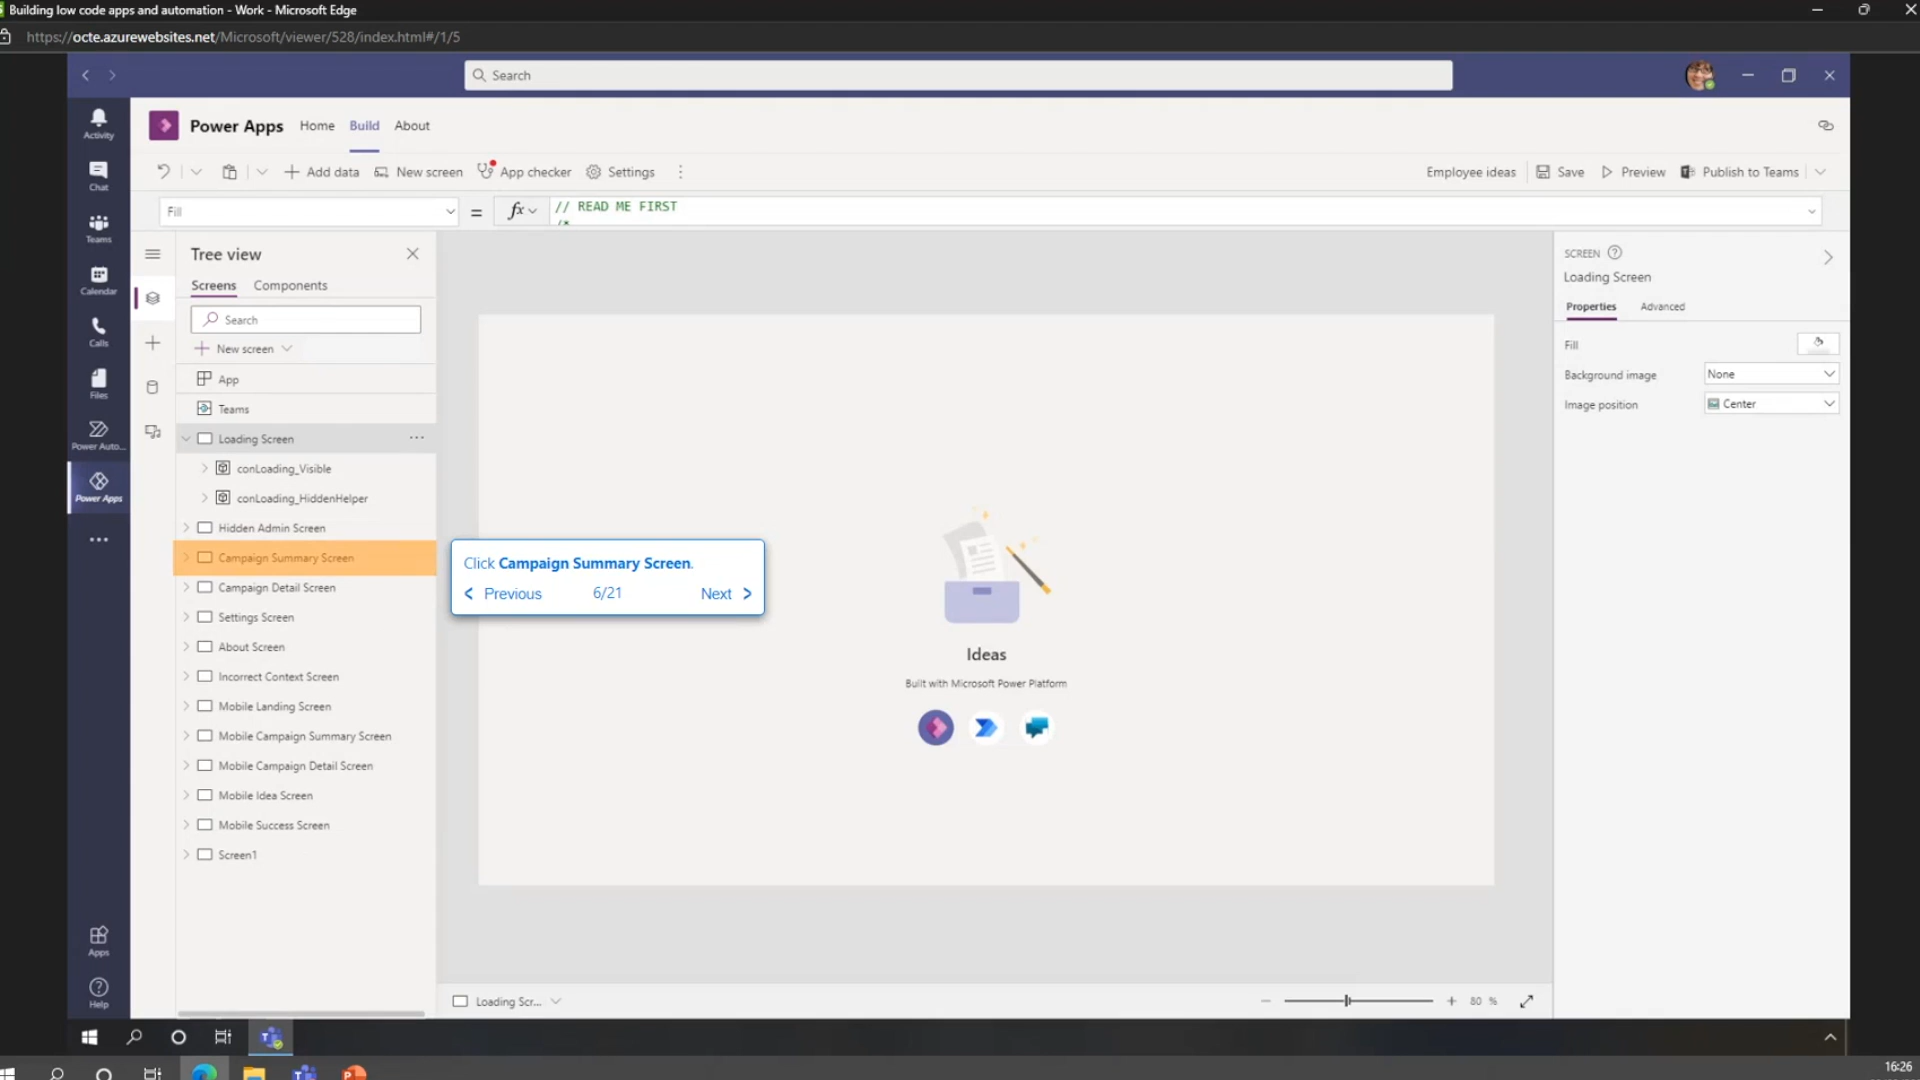 Building low code apps and automation - Work - Microsoft Edge
https://octe.azurewebsites.net/Microsoft/viewer/528/index.html#/1/5
Search
Activity
Chat
Teams
Calendar
Calls
Files
Power Auto...
Power Apps
Apps
Help
Power Apps Home Build About
Add data New screen App checker Settings
Employee ideas Save Preview Publish to Teams
Fill = fx // READ ME FIRST
/*
Tree view
Screens Components
Search
New screen
App
Teams
Loading Screen ...
conLoading_Visible
conLoading_HiddenHelper
Hidden Admin Screen
Campaign Summary Screen
Campaign Detail Screen
Settings Screen
About Screen
Incorrect Context Screen
Mobile Landing Screen
Mobile Campaign Summary Screen
Mobile Campaign Detail Screen
Mobile Idea Screen
Mobile Success Screen
Screen1
Click Campaign Summary Screen.
< Previous 6/21 Next >
Ideas
Built with Microsoft Power Platform
Loading Scr...
80 %
SCREEN
Loading Screen
Properties Advanced
Fill
Background image None
Image position Center
16:26